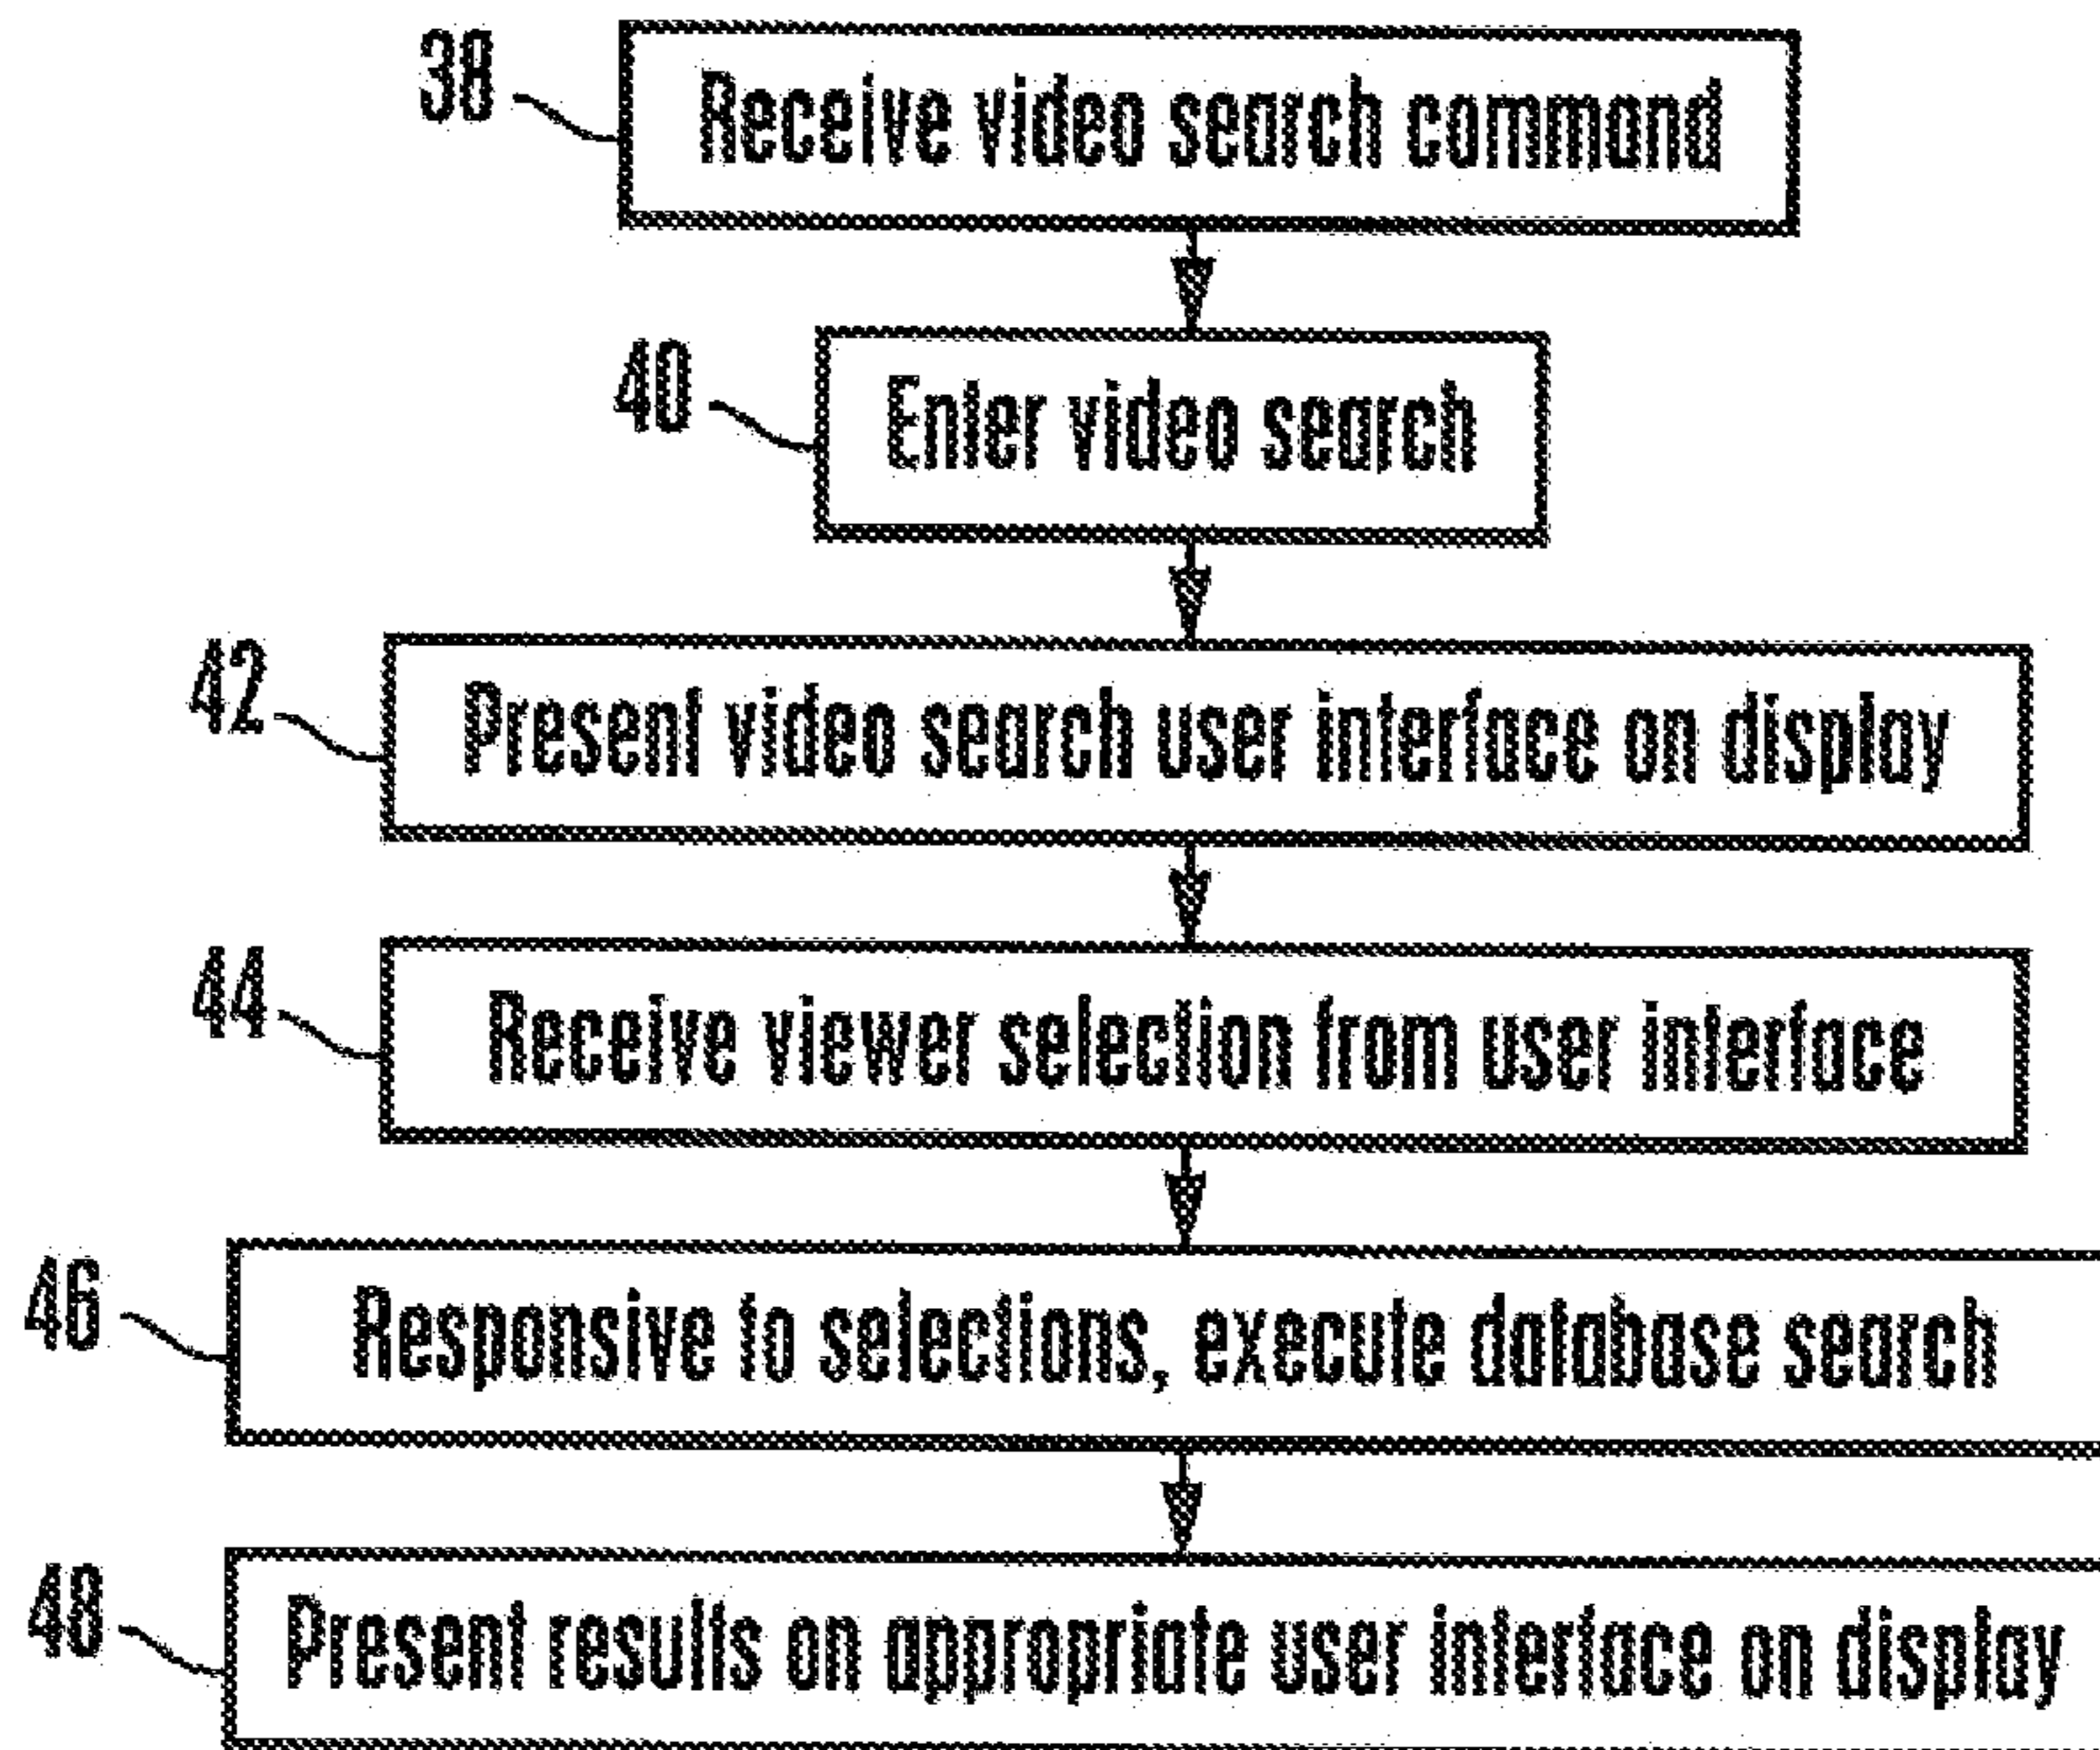 38 Receive video search command
40 Enter video search
42 Present video search user interface on display
44 Receive viewer selection from user interface
46 Responsive to selections, execute database search
48 Present results on appropriate user interface on display